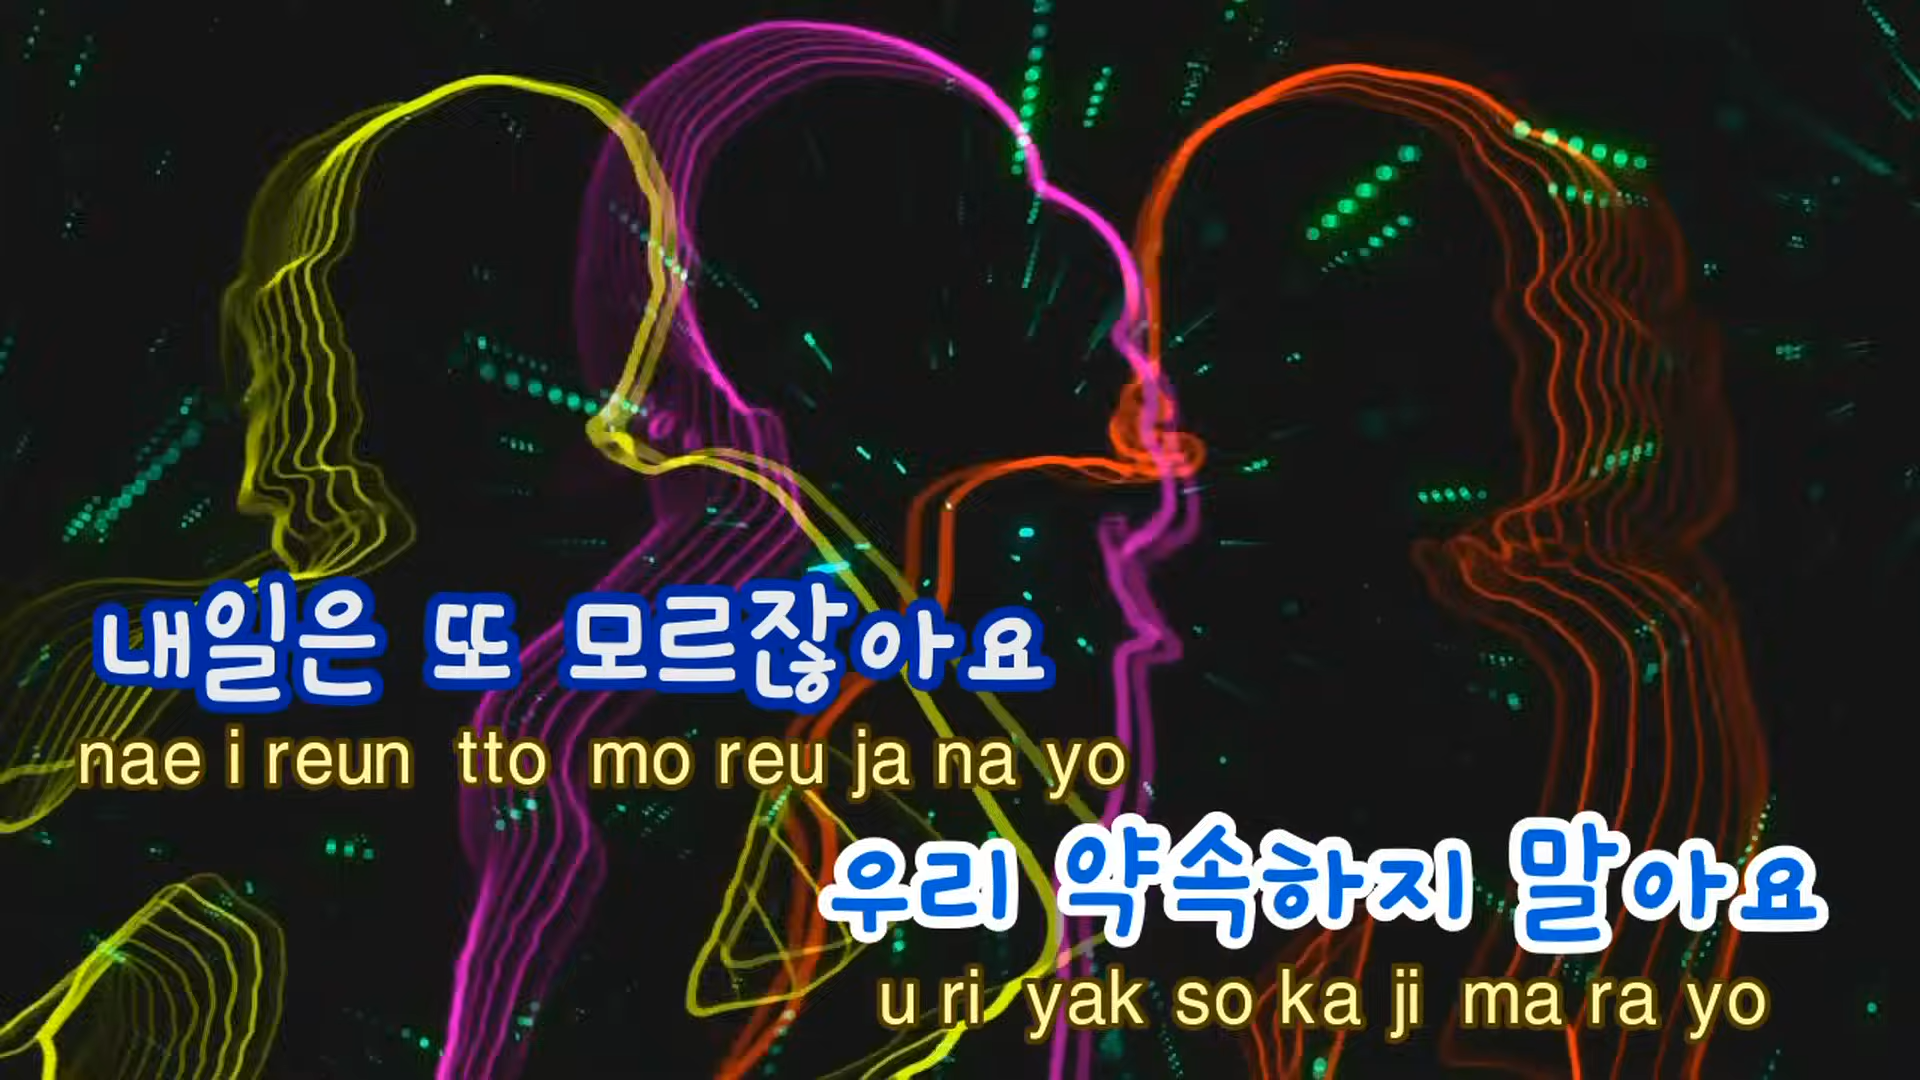 내일은 또 모르잖아요
nae i reun tto mo reu ja na yo
우리 약속하지 말아요
u ri yak so ka ji ma ra yo